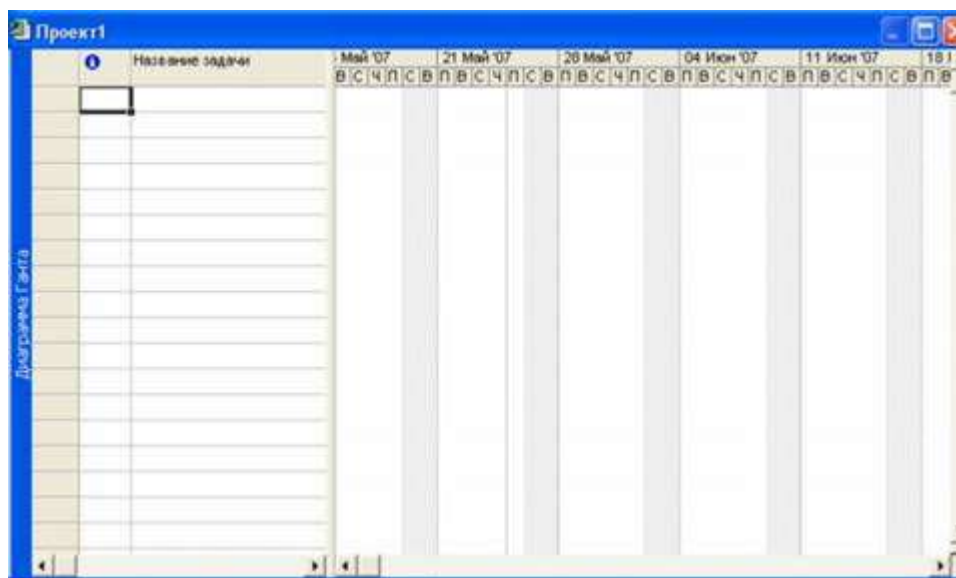 Проект1
Название задачи
Май '07 21 Май '07 28 Май '07 04 Июн '07 11 Июн '07 18
В С Ч П С В П В С Ч П С В П В С Ч П С В П В С Ч П С В П В С Ч П С В П В
Диаграмма Ганта